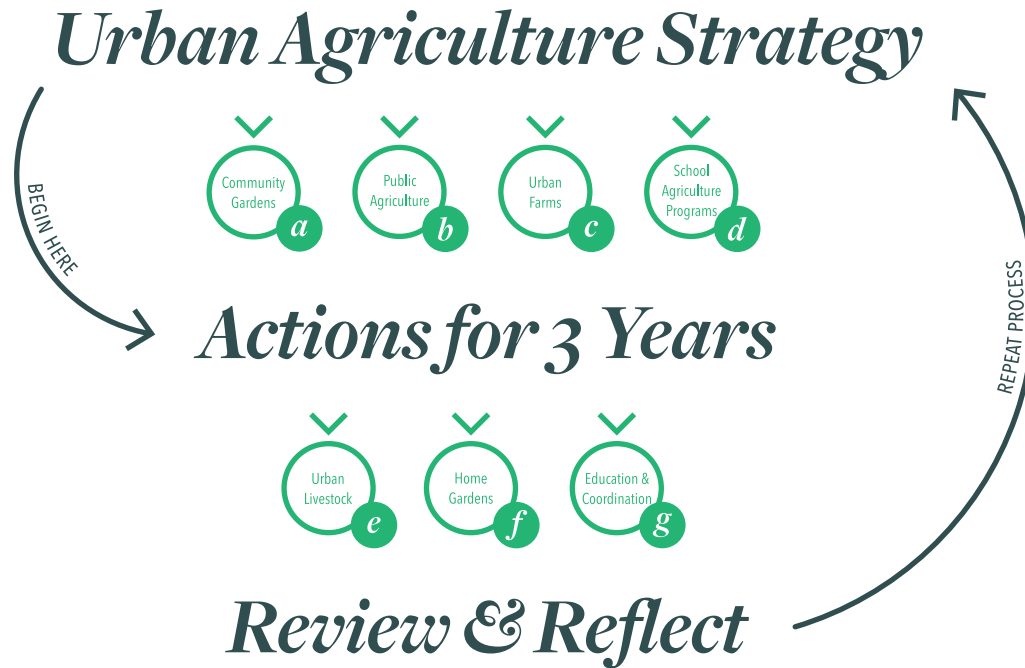 Urban Agriculture Strategy
Community
Gardens
a
Public
Agriculture
b
Urban
Farms
c
School
Agriculture
Programs
d
BEGIN HERE
Actions for 3 Years
REPEAT PROCESS
Urban
Livestock
e
Home
Gardens
f
Education &
Coordination
g
Review & Reflect